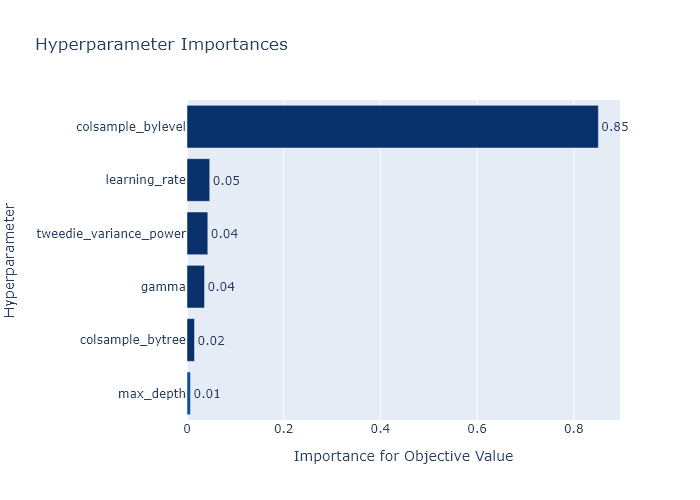 Hyperparameter Importances
Hyperparameter
colsample_bylevel 0.85
learning_rate 0.05
tweedie_variance_power 0.04
gamma 0.04
colsample_bytree 0.02
max_depth 0.01
0 0.2 0.4 0.6 0.8
Importance for Objective Value